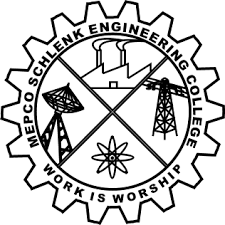 MEPCO SCHLENK ENGINEERING COLLEGE
WORK IS WORSHIP